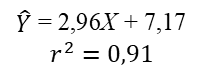 Ŷ = 2,96X + 7,17
r² = 0,91